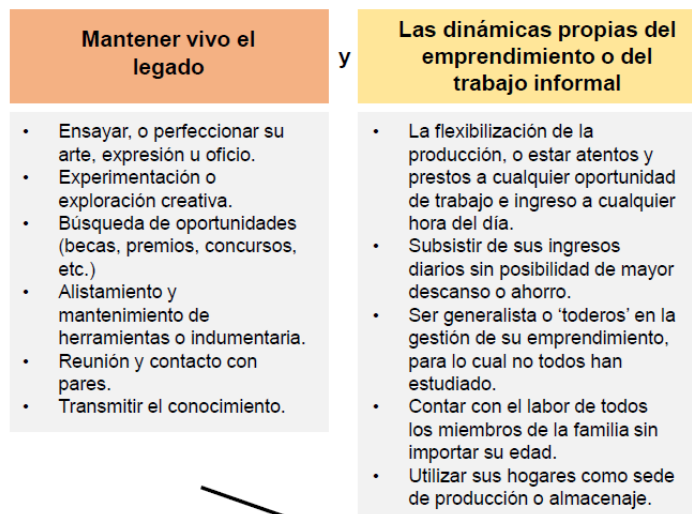 Mantener vivo el
legado
y
Las dinámicas propias del
emprendimiento o del
trabajo informal
• Ensayar, o perfeccionar su
arte, expresión u oficio.
• Experimentación o
exploración creativa.
• Búsqueda de oportunidades
(becas, premios, concursos,
etc.)
• Alistamiento y
mantenimiento de
herramientas o indumentaria.
• Reunión y contacto con
pares.
• Transmitir el conocimiento.
• La flexibilización de la
producción, o estar atentos y
prestos a cualquier oportunidad
de trabajo e ingreso a cualquier
hora del día.
• Subsistir de sus ingresos
diarios sin posibilidad de mayor
descanso o ahorro.
• Ser generalista o ‘toderos’ en la
gestión de su emprendimiento,
para lo cual no todos han
estudiado.
• Contar con el labor de todos
los miembros de la familia sin
importar su edad.
• Utilizar sus hogares como sede
de producción o almacenaje.